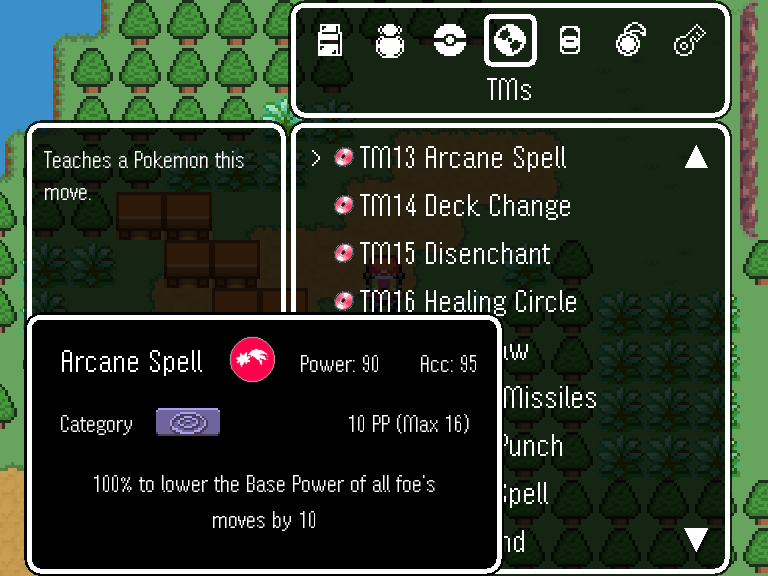 TMs
Teaches a Pokemon this
move.
TM13 Arcane Spell
TM14 Deck Change
TM15 Disenchant
TM16 Healing Circle
Missiles
Arcane Spell
Power: 90
Acc: 95
Category
10 PP (Max 16)
100% to lower the Base Power of all foe's
moves by 10